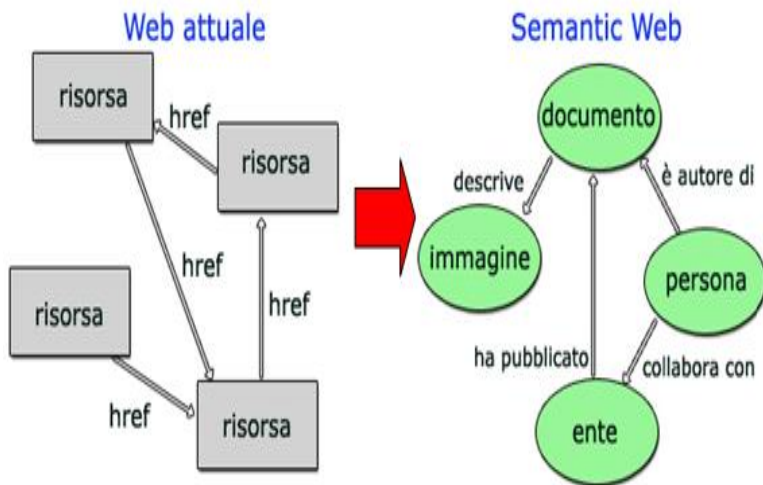 Web attuale
risorsa
href
risorsa
href
href
risorsa
href
risorsa
Semantic Web
documento
descrive
è autore di
immagine
persona
ha pubblicato
collabora con
ente